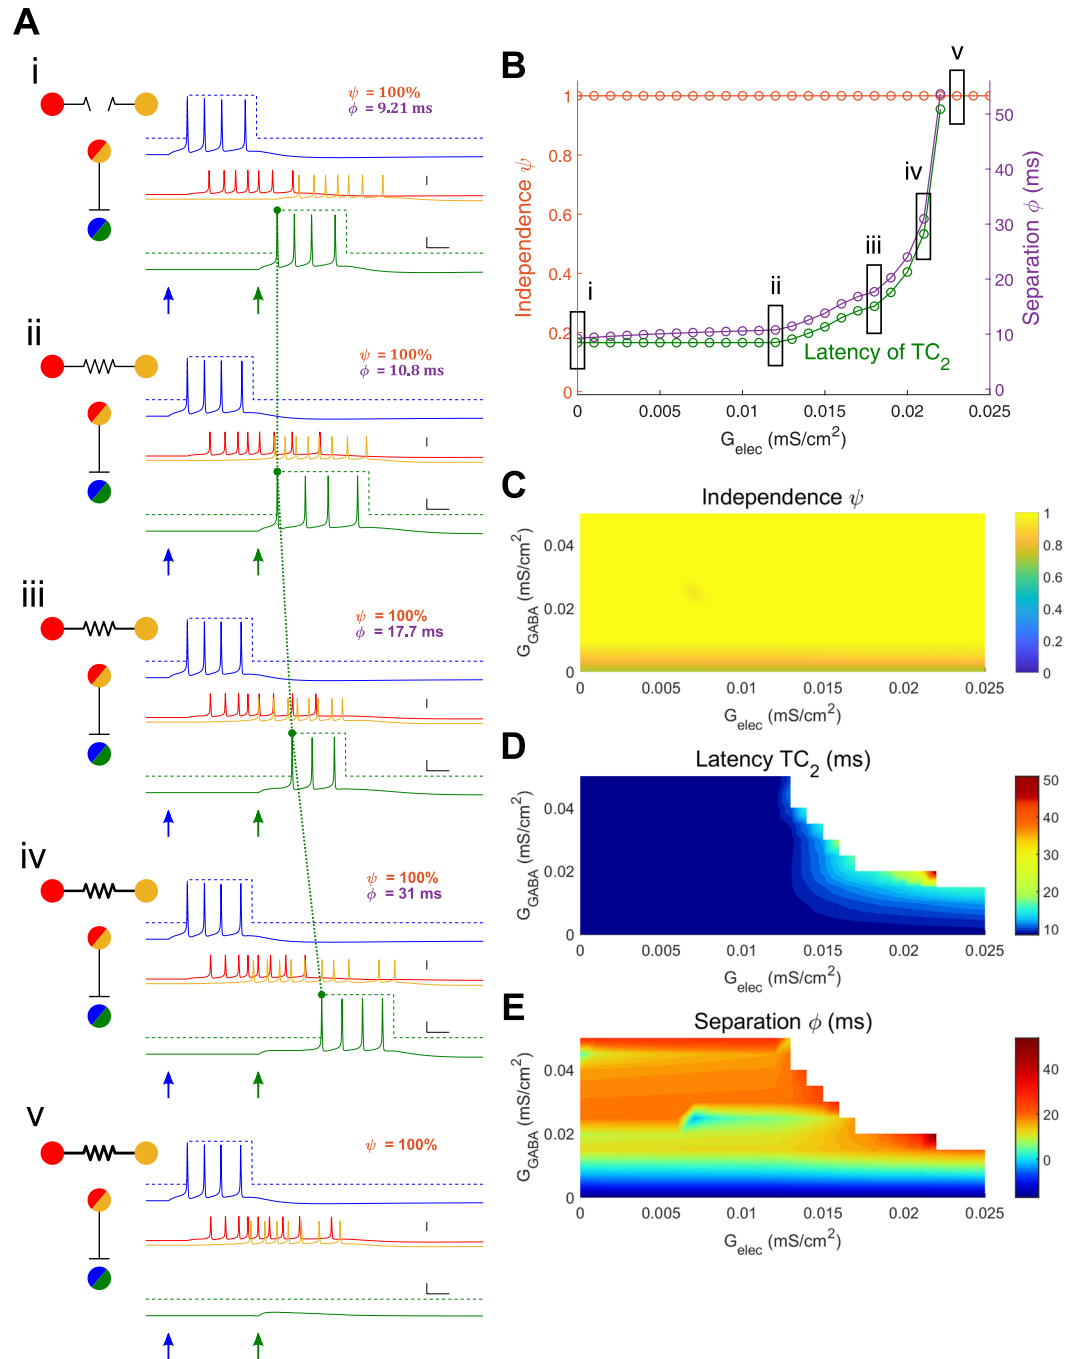 A
i
ψ = 100%
ϕ = 9.21 ms
ii
ψ = 100%
ϕ = 10.8 ms
iii
ψ = 100%
ϕ = 17.7 ms
iv
ψ = 100%
ϕ = 31 ms
v
ψ = 100%
B
v
iv
iii
ii
i
1
0.8
0.6
0.4
0.2
0
Independence ψ
50
40
30
20
10
0
Separation ϕ (ms)
Latency of TC2
0 0.005 0.01 0.015 0.02 0.025
Gelec (mS/cm2)
C
Independence ψ
0.04
0.02
0
GGABA (mS/cm2)
0 0.005 0.01 0.015 0.02 0.025
Gelec (mS/cm2)
1
0.8
0.6
0.4
0.2
0
D
Latency TC2 (ms)
0.04
0.02
0
GGABA (mS/cm2)
0 0.005 0.01 0.015 0.02 0.025
Gelec (mS/cm2)
50
40
30
20
10
E
Separation ϕ (ms)
0.04
0.02
0
GGABA (mS/cm2)
0 0.005 0.01 0.015 0.02 0.025
Gelec (mS/cm2)
40
20
0